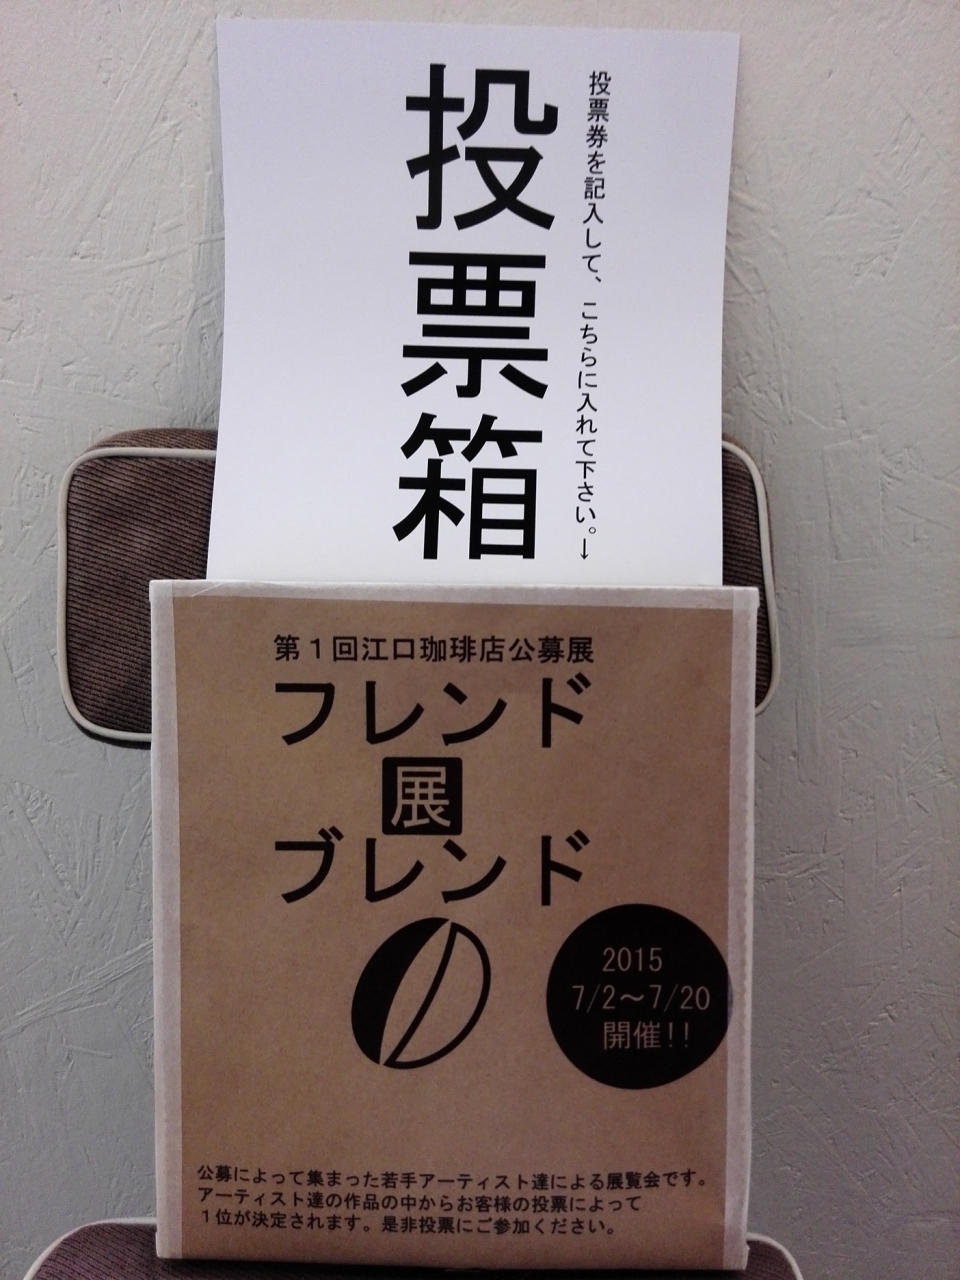 投票券を記入して、こちらに入れて下さい。↓
投票箱
第1回江口珈琲店公募展
フレンド
展
ブレンド
2015
7/2〜7/20
開催!!
公募によって集まった若手アーティスト達による展覧会です。
アーティスト達の作品の中からお客様の投票によって
1位が決定されます。是非投票にご参加ください。